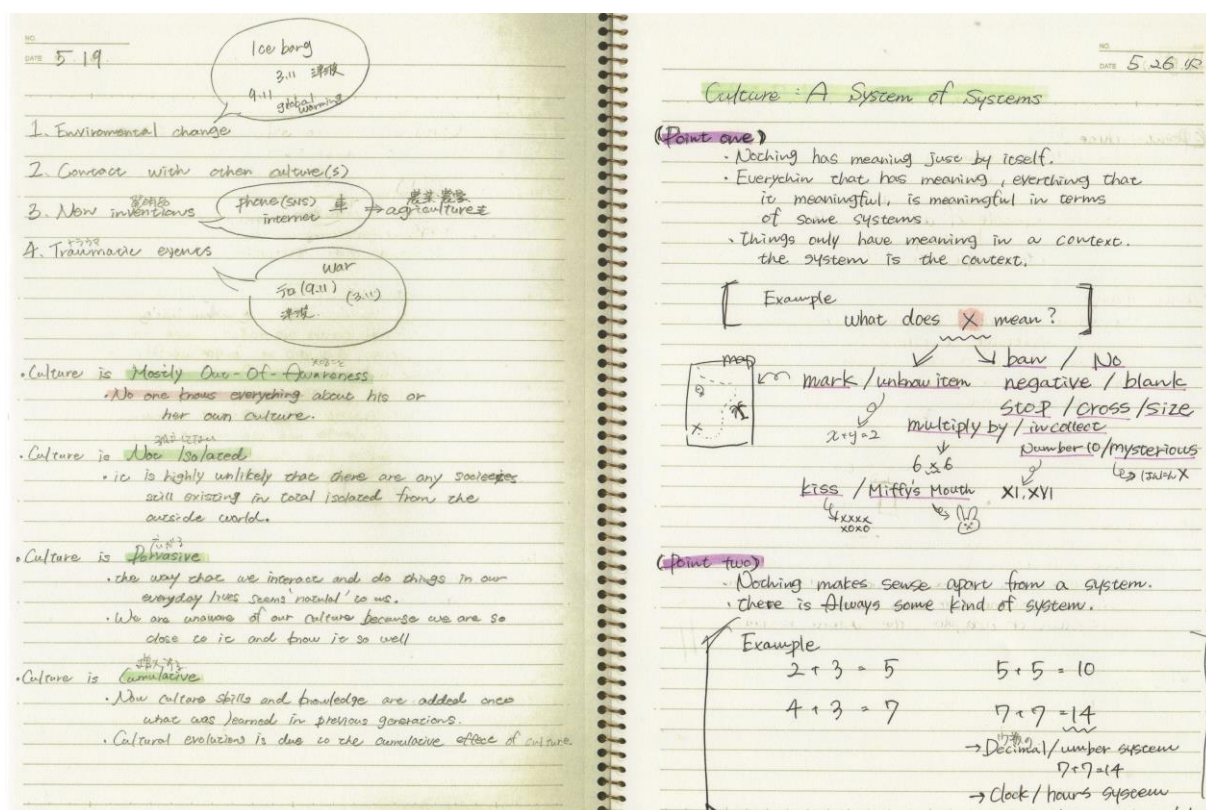 NO.
DATE 5 19
Ice barg
3.11 津波
9.11
global warming
1. Enviromental change
2. Contact with other culture(s)
3. New inventions
発明品
phone (SNS) 車
internet
→ agriculture
農業
4. Traumatic events
トラウマ
war
テロ (9.11) (3.11)
津波
・Culture is Mostly Out-Of-Awareness
・No one knows everything about his or
her own culture.
・Culture is Not Isolated
・it is highly unlikely that there are any societies
still existing in total isolated from the
outside world.
・Culture is Pervasive
・the way that we interact and do things in our
everyday lives seems 'natural' to us.
・We are unaware of our culture because we are so
close to it and know it so well
・Culture is Cumulative
・New culture skills and knowledge are added onto
what was learned in previous generations.
・Cultural evolution is due to the cumulative effect of culture
NO.
DATE 5 26
Culture : A System of Systems
(Point one)
・Nothing has meaning just by itself.
・Everythin that has meaning, everthing that
is meaningful, is meaningful in terms
of some systems.
・Things only have meaning in a context.
the system is the context.
Example
what does X mean?
map
mark / unknow item
x+y=2
ban / No
negative / blank
stop / cross / size
multiply by / incollect
6 x 6
Number 10 / mysterious
XI, XVI
kiss / Miffy's Mouth
xxxx
xoxo
(Point two)
・Nothing makes sense apart from a system.
・there is Always some kind of system.
Example
2 + 3 = 5 5 + 5 = 10
4 + 3 = 7 7 + 7 = 14
→ Decimal / number system
7+7=14
→ Clock / hours system